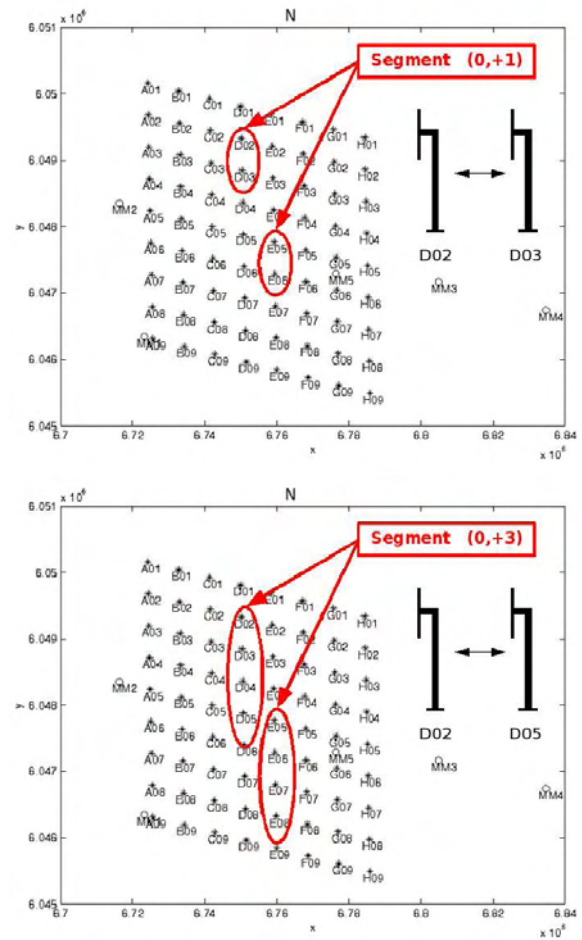 x 10⁶ N
6.051
Segment (0,+1)
6.05
A01 B01 C01 D01 E01 F01 G01 H01
A02 B02 C02 D02 E02 F02 G02 H02
6.049
A03 B03 C03 D03 E03 F03 G03 H03
A04 B04 C04 D04 E04 F04 G04 H04
MM2
6.048
y
A05 B05 C05 D05 E05 F05 G05 H05
D02 D03
A06 B06 C06 D06 E06 F06 G06 H06
MM5 MM3
6.047
A07 B07 C07 D07 E07 F07 G07 H07
MM4
A08 B08 C08 D08 E08 F08 G08 H08
A09 B09 C09 D09 E09 F09 G09 H09
6.046
6.045
6.7 6.72 6.74 6.76 6.78 6.8 6.82 6.84
x
x 10⁶
x 10⁶ N
6.051
Segment (0,+3)
6.05
A01 B01 C01 D01 E01 F01 G01 H01
A02 B02 C02 D02 E02 F02 G02 H02
6.049
A03 B03 C03 D03 E03 F03 G03 H03
A04 B04 C04 D04 E04 F04 G04 H04
MM2
6.048
y
A05 B05 C05 D05 E05 F05 G05 H05
D02 D05
A06 B06 C06 D06 E06 F06 G06 H06
MM5 MM3
6.047
A07 B07 C07 D07 E07 F07 G07 H07
MM4
A08 B08 C08 D08 E08 F08 G08 H08
A09 B09 C09 D09 E09 F09 G09 H09
6.046
6.045
6.7 6.72 6.74 6.76 6.78 6.8 6.82 6.84
x
x 10⁶